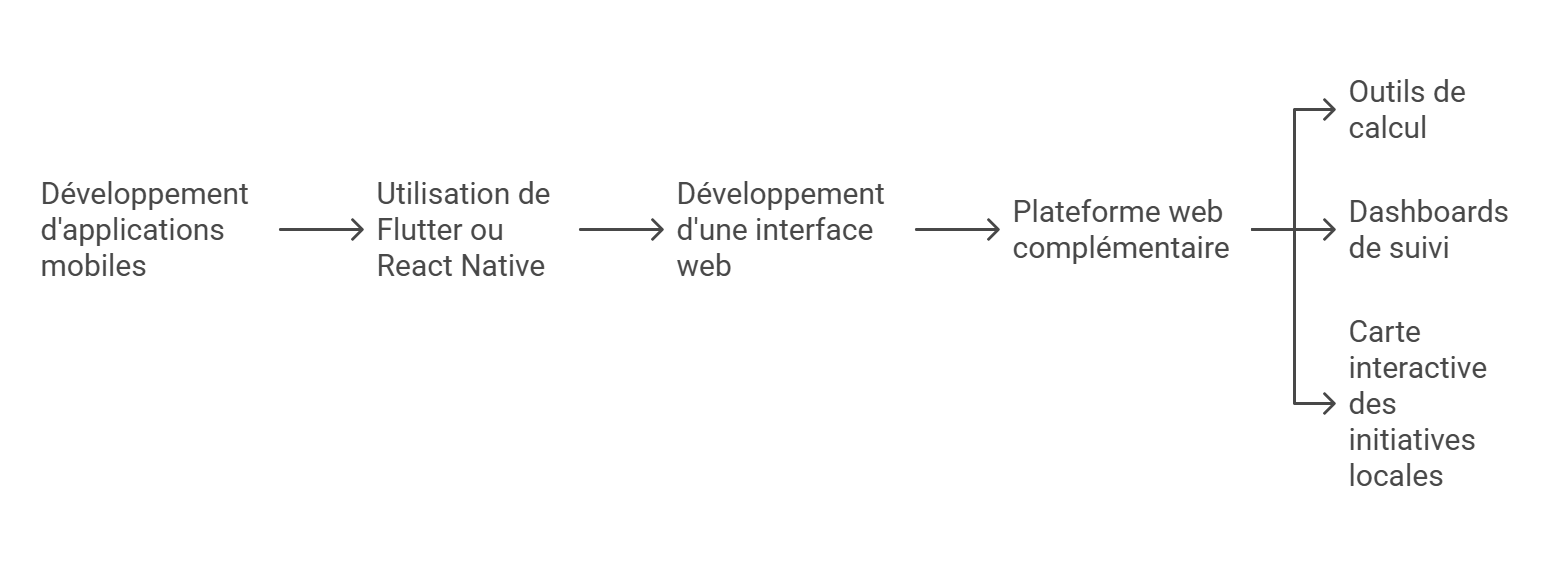 Développement
d'applications
mobiles
Utilisation de
Flutter ou
React Native
Développement
d'une interface
web
Plateforme web
complémentaire
Outils de
calcul
Dashboards
de suivi
Carte
interactive
des
initiatives
locales